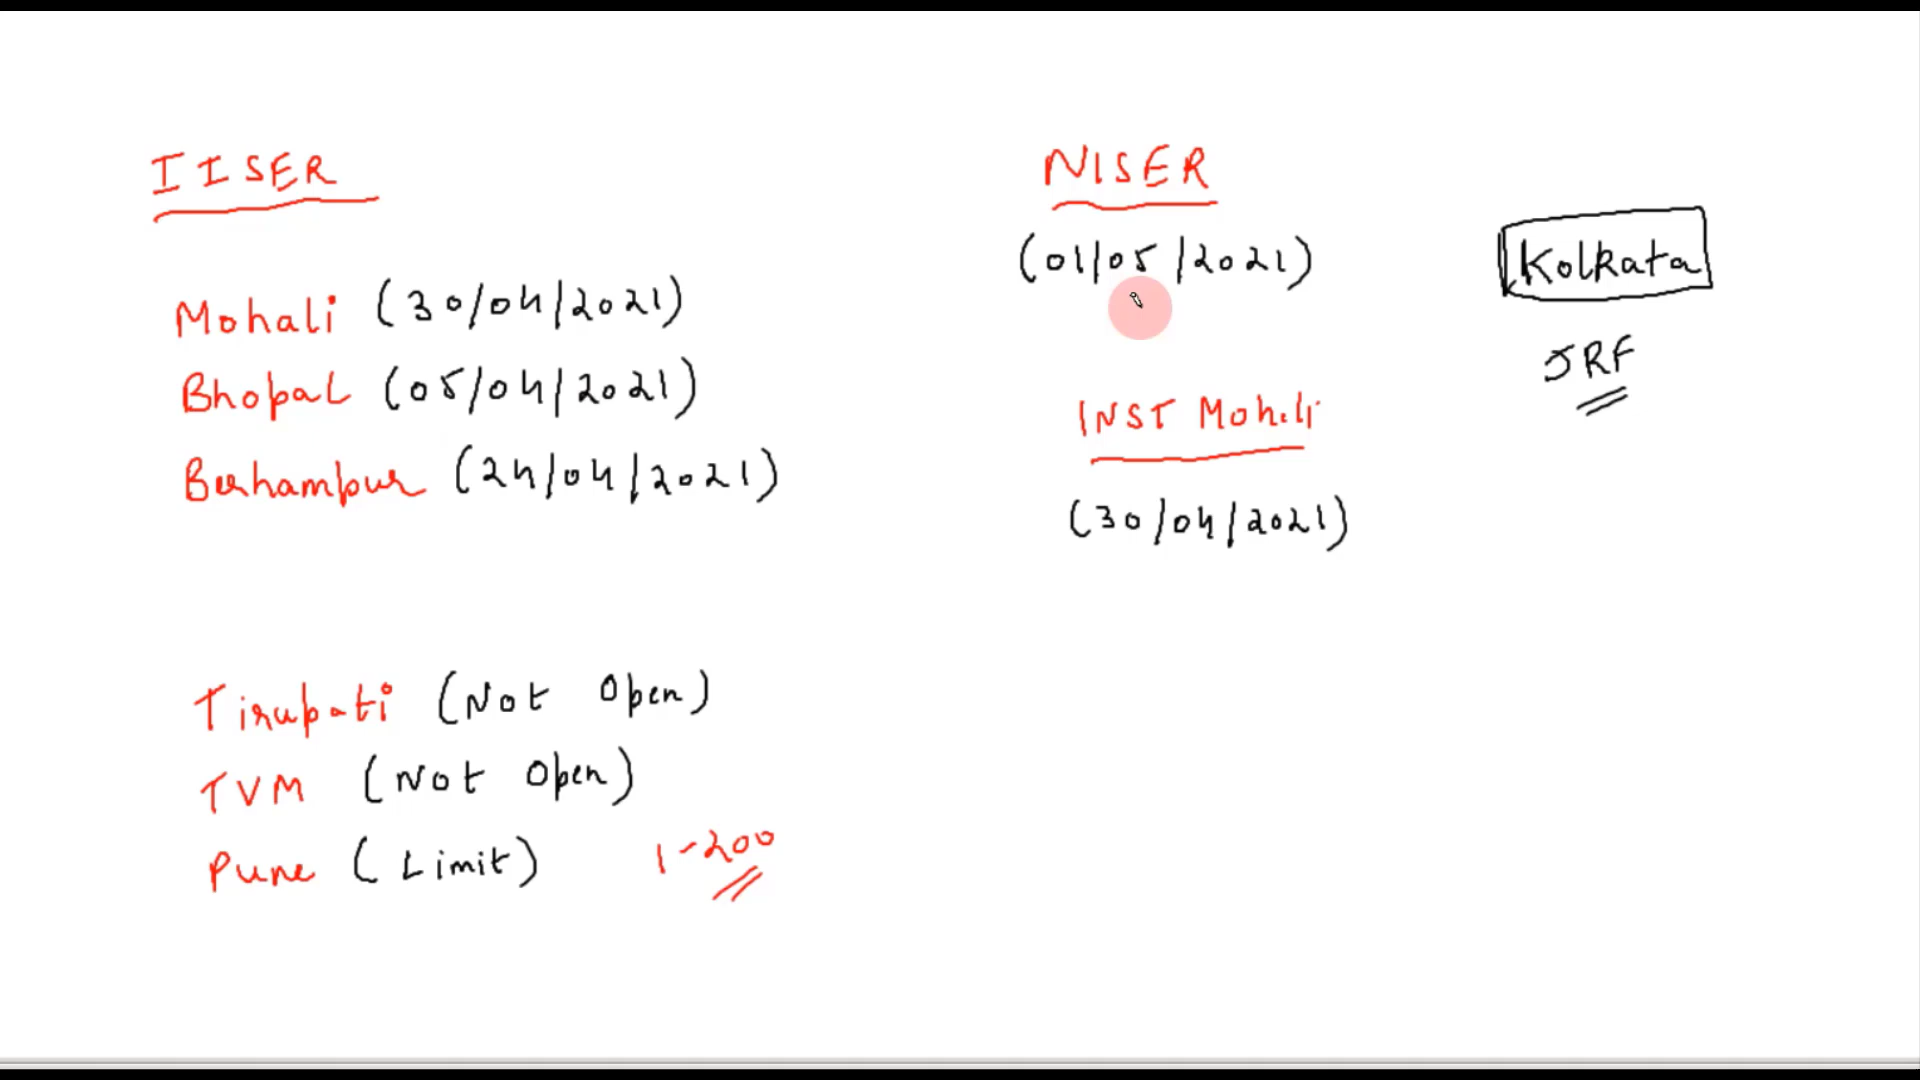 IISER
Mohali (30/04/2021)
Bhopal (05/04/2021)
Berhampur (24/04/2021)
Tirupati (Not Open)
TVM (Not Open)
Pune (Limit) 1-200
NISER
(01/05/2021)
INST Mohali
(30/04/2021)
Kolkata
JRF